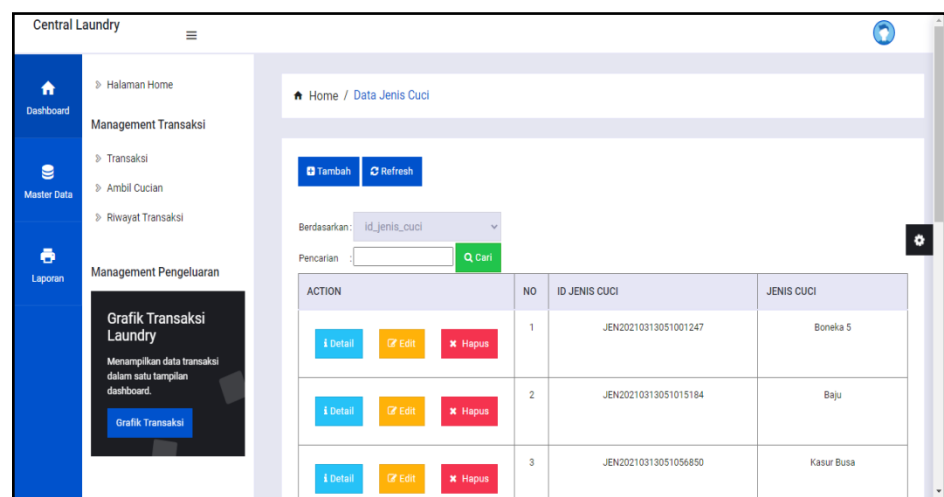 Central Laundry
Dashboard
Master Data
Laporan
Halaman Home
Management Transaksi
Transaksi
Ambil Cucian
Riwayat Transaksi
Management Pengeluaran
Grafik Transaksi
Laundry
Menampilkan data transaksi
dalam satu tampilan
dashboard.
Grafik Transaksi
Home / Data Jenis Cuci
Tambah Refresh
Berdasarkan : id_jenis_cuci
Pencarian : Cari
ACTION NO ID JENIS CUCI JENIS CUCI
Detail Edit Hapus 1 JEN20210313051001247 Boneka 5
Detail Edit Hapus 2 JEN20210313051015184 Baju
Detail Edit Hapus 3 JEN20210313051056850 Kasur Busa